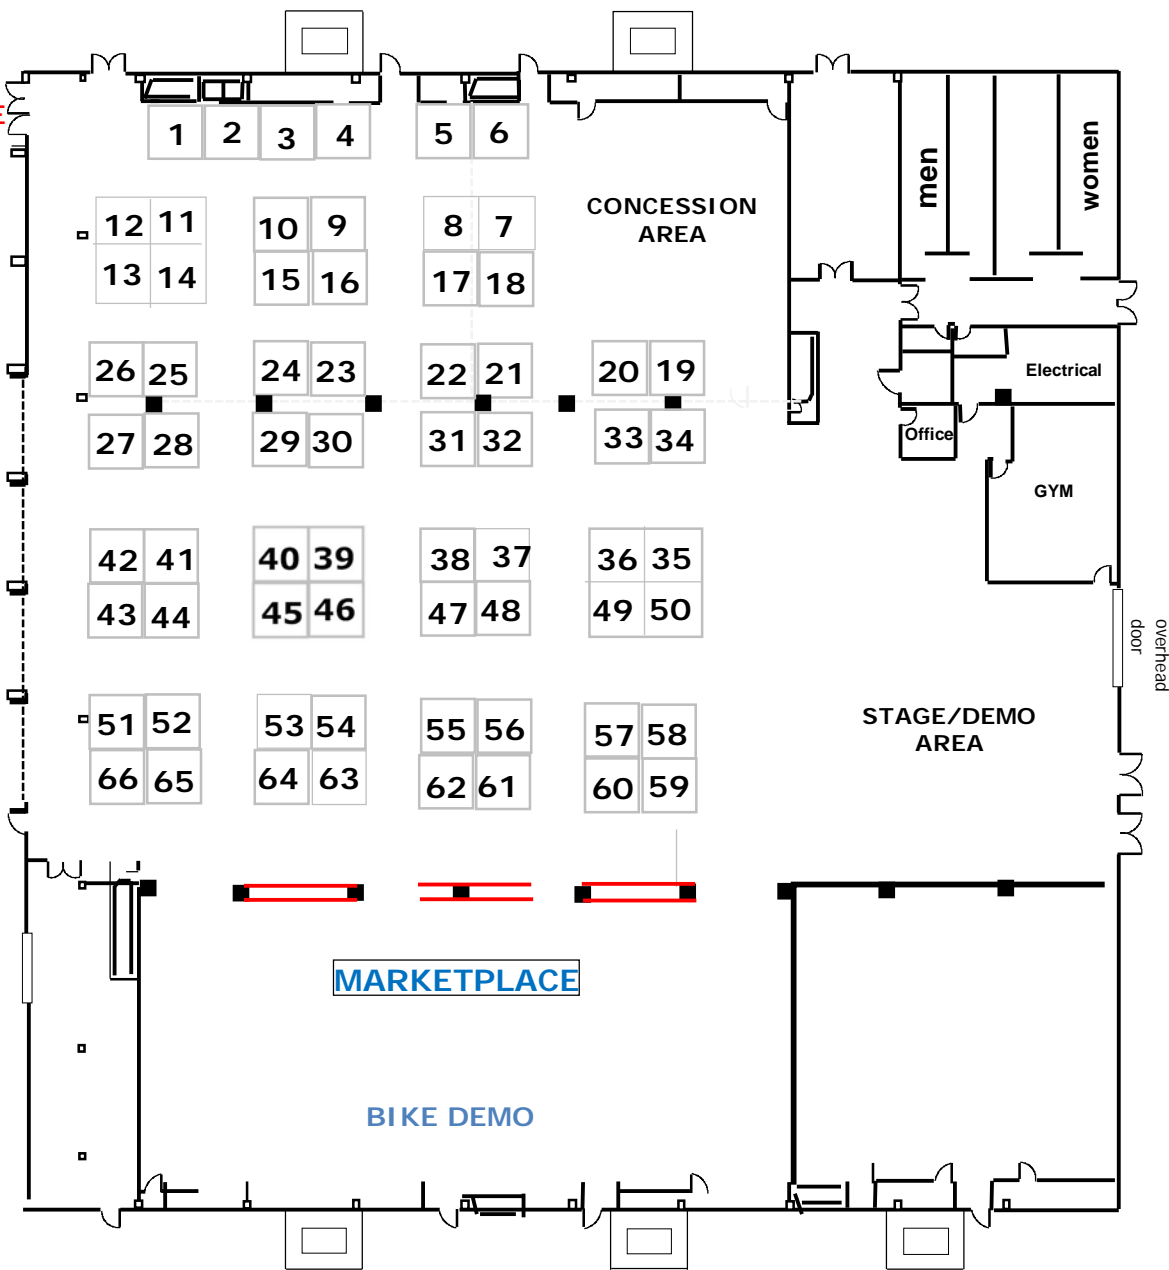 1 2 3 4 5 6
men
women
CONCESSION
AREA
12 11 10 9 8 7
13 14 15 16 17 18
26 25 24 23 22 21 20 19
Electrical
27 28 29 30 31 32 33 34
Office
GYM
42 41 40 39 38 37 36 35
43 44 45 46 47 48 49 50
overhead
door
51 52 53 54 55 56 57 58
STAGE/DEMO
AREA
66 65 64 63 62 61 60 59
MARKETPLACE
BIKE DEMO